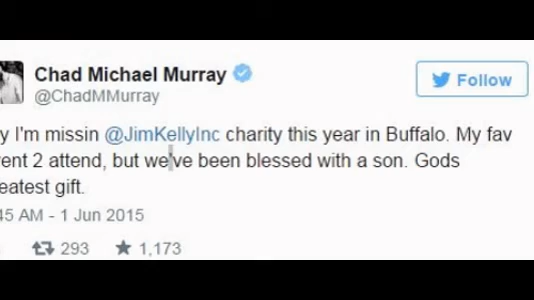 Chad Michael Murray
@ChadMMurray
Follow
y I'm missin @JimKellyInc charity this year in Buffalo. My fav
ent 2 attend, but we've been blessed with a son. Gods
eatest gift.
45 AM - 1 Jun 2015
293 1,173